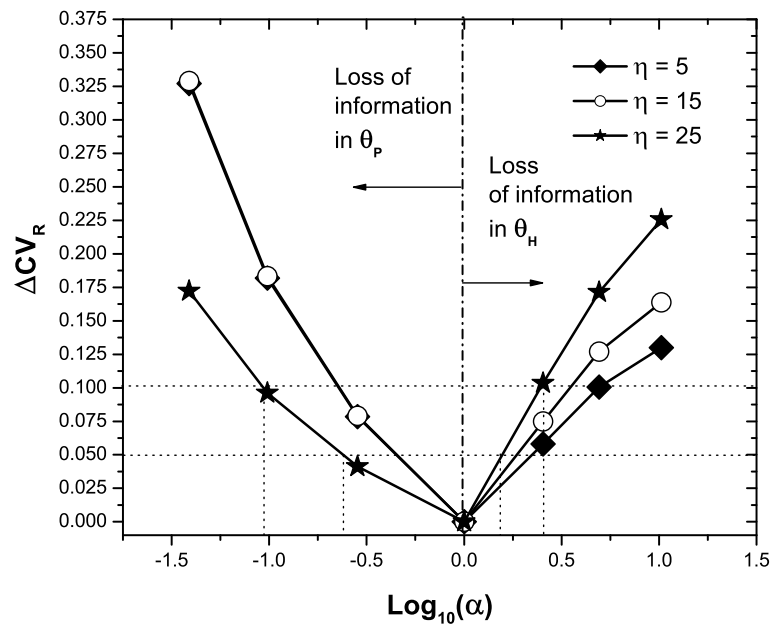 0.375
0.350
0.325
0.300
0.275
0.250
0.225
0.200
0.175
0.150
0.125
0.100
0.075
0.050
0.025
0.000
ΔCV_R
Loss of
information
in θ_P
Loss
of information
in θ_H
η = 5
η = 15
η = 25
-1.5
-1.0
-0.5
0.0
0.5
1.0
1.5
Log₁₀(α)